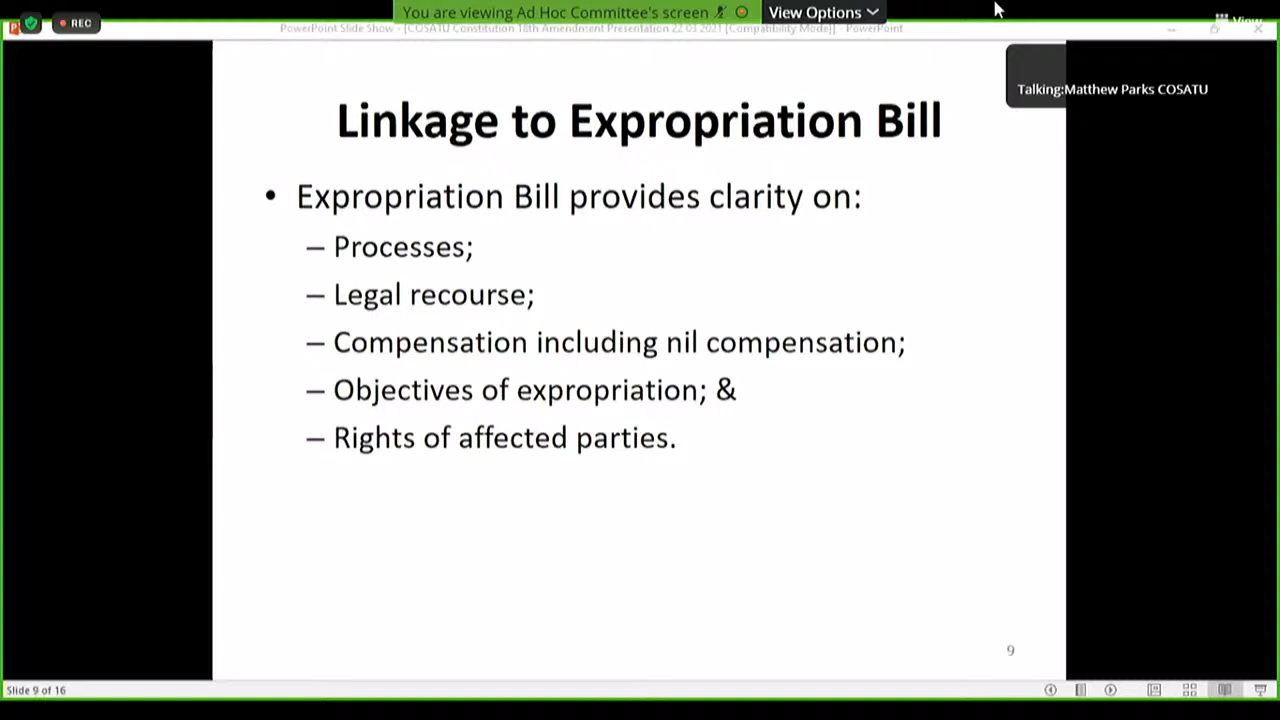 You are viewing Ad Hoc Committee's screen
View Options
REC
View
PowerPoint Slide Show - [COSATU Constitution 18th Amendment Presentation 22 03 2021 [Compatibility Mode]] - PowerPoint
Talking:Matthew Parks COSATU
Linkage to Expropriation Bill
• Expropriation Bill provides clarity on:
– Processes;
– Legal recourse;
– Compensation including nil compensation;
– Objectives of expropriation; &
– Rights of affected parties.
9
Slide 9 of 16